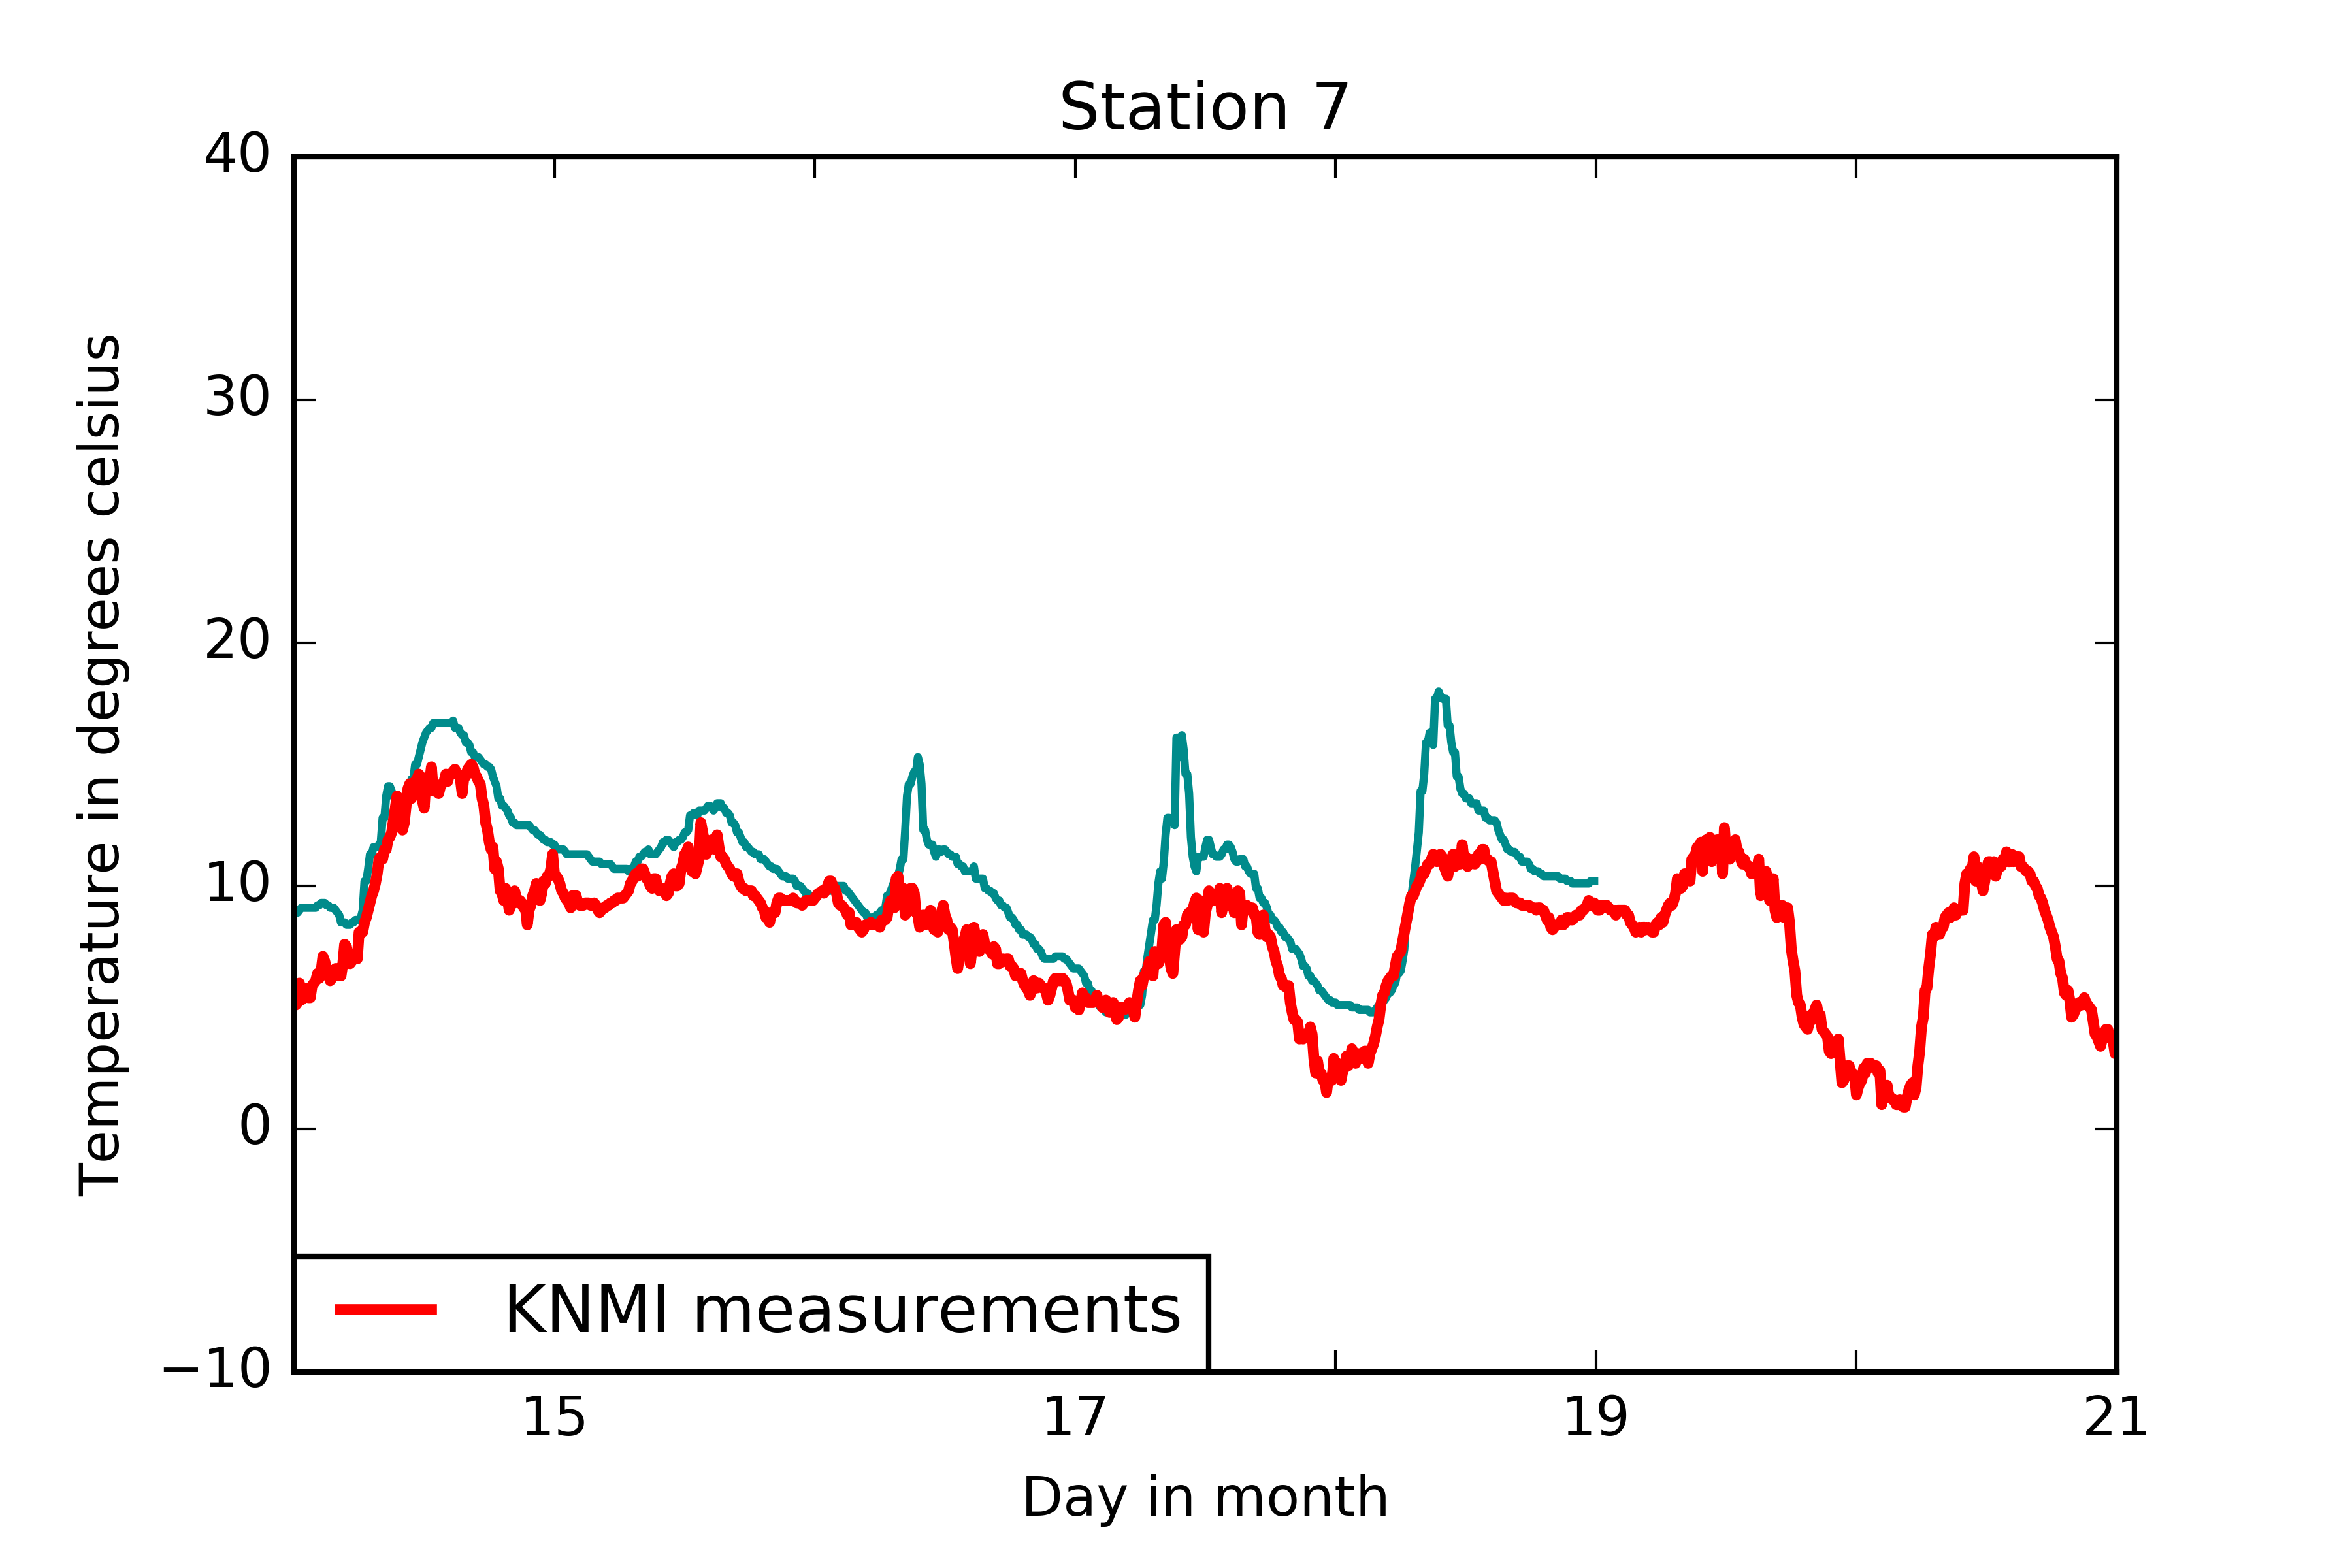 Station 7
40
30
20
10
0
−10
Temperature in degrees celsius
KNMI measurements
15 17 19 21
Day in month